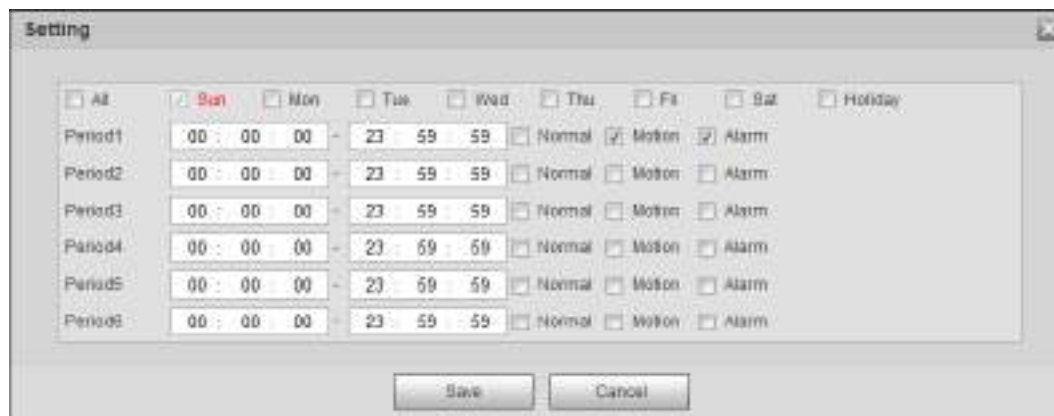 Setting
All Sun Mon Tue Wed Thu Fri Sat Holiday
Period1 00 : 00 : 00 - 23 : 59 : 59 Normal Motion Alarm
Period2 00 : 00 : 00 - 23 : 59 : 59 Normal Motion Alarm
Period3 00 : 00 : 00 - 23 : 59 : 59 Normal Motion Alarm
Period4 00 : 00 : 00 - 23 : 59 : 59 Normal Motion Alarm
Period5 00 : 00 : 00 - 23 : 59 : 59 Normal Motion Alarm
Period6 00 : 00 : 00 - 23 : 59 : 59 Normal Motion Alarm
Save Cancel